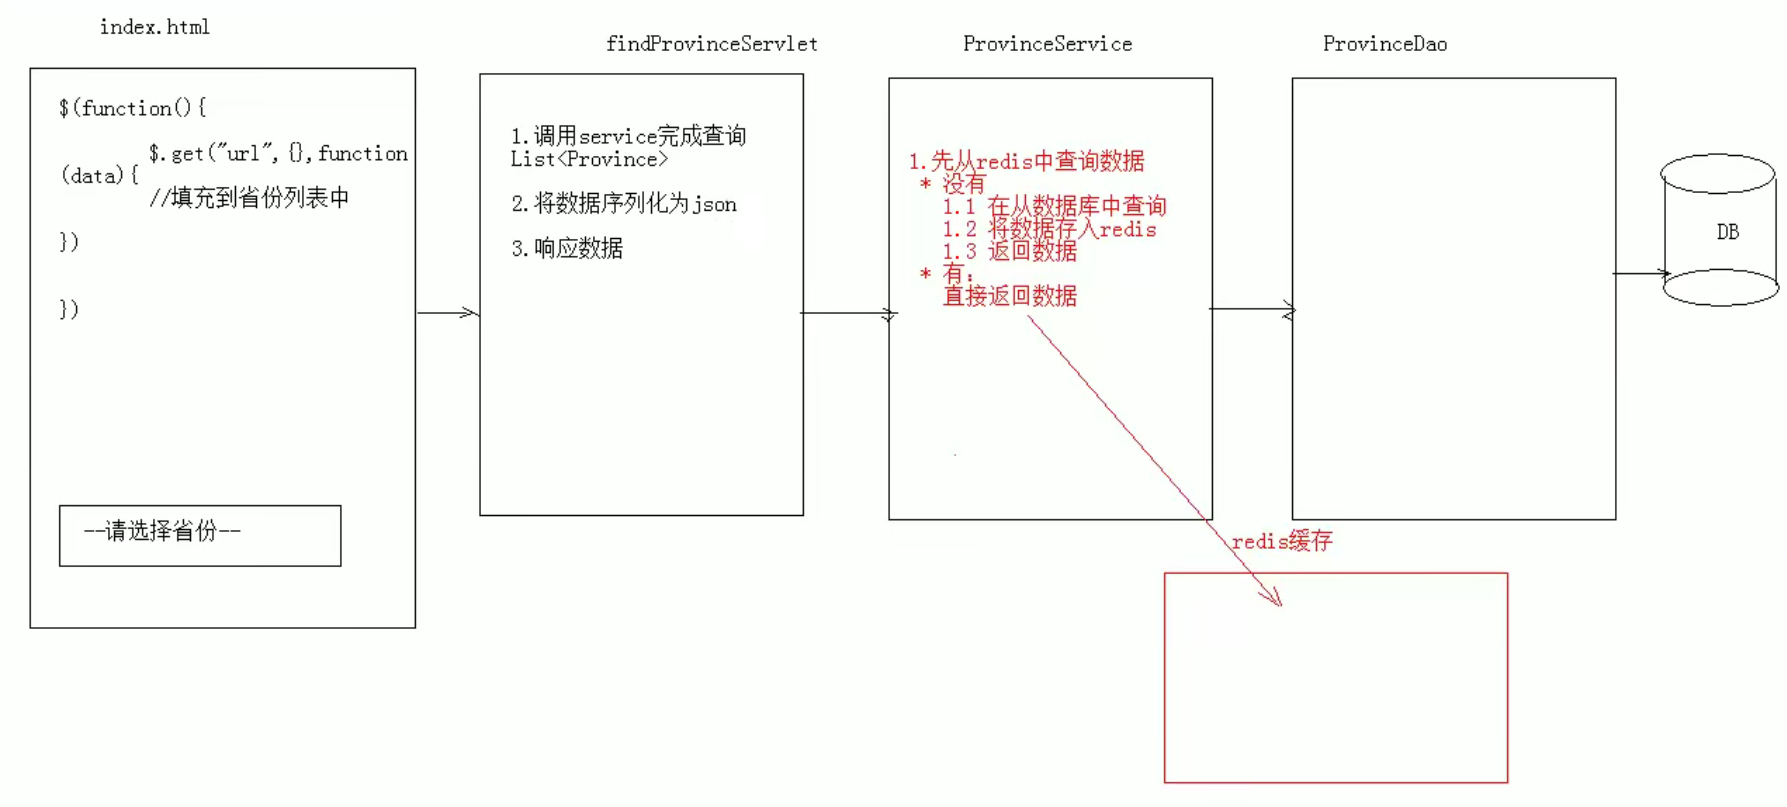 index.html
findProvinceServlet
ProvinceService
ProvinceDao
$(function(){
$.get("url",{},function
(data){
//填充到省份列表中
})
})
--请选择省份--
1.调用service完成查询
List<Province>
2.将数据序列化为json
3.响应数据
1.先从redis中查询数据
* 没有
1.1 在从数据库中查询
1.2 将数据存入redis
1.3 返回数据
* 有:
直接返回数据
redis缓存
DB